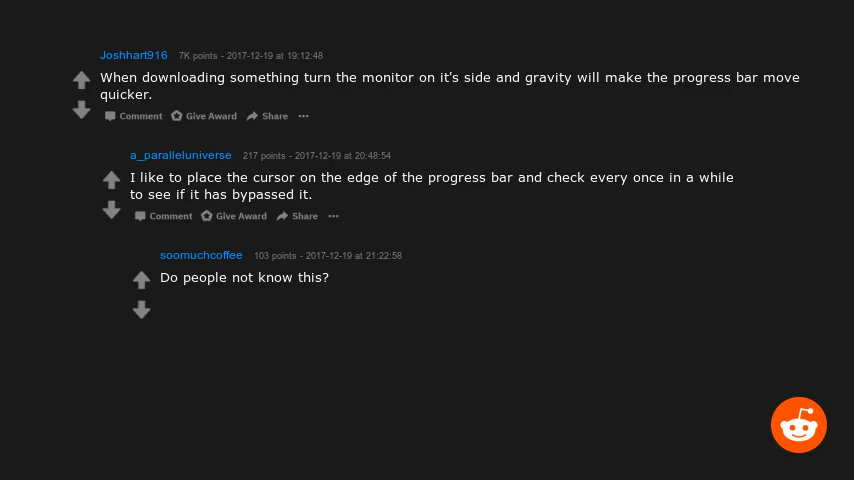 Joshhart916 7K points - 2017-12-19 at 19:12:48
When downloading something turn the monitor on it's side and gravity will make the progress bar move
quicker.
Comment Give Award Share ...
a_paralleluniverse 217 points - 2017-12-19 at 20:48:54
I like to place the cursor on the edge of the progress bar and check every once in a while
to see if it has bypassed it.
Comment Give Award Share ...
soomuchcoffee 103 points - 2017-12-19 at 21:22:58
Do people not know this?